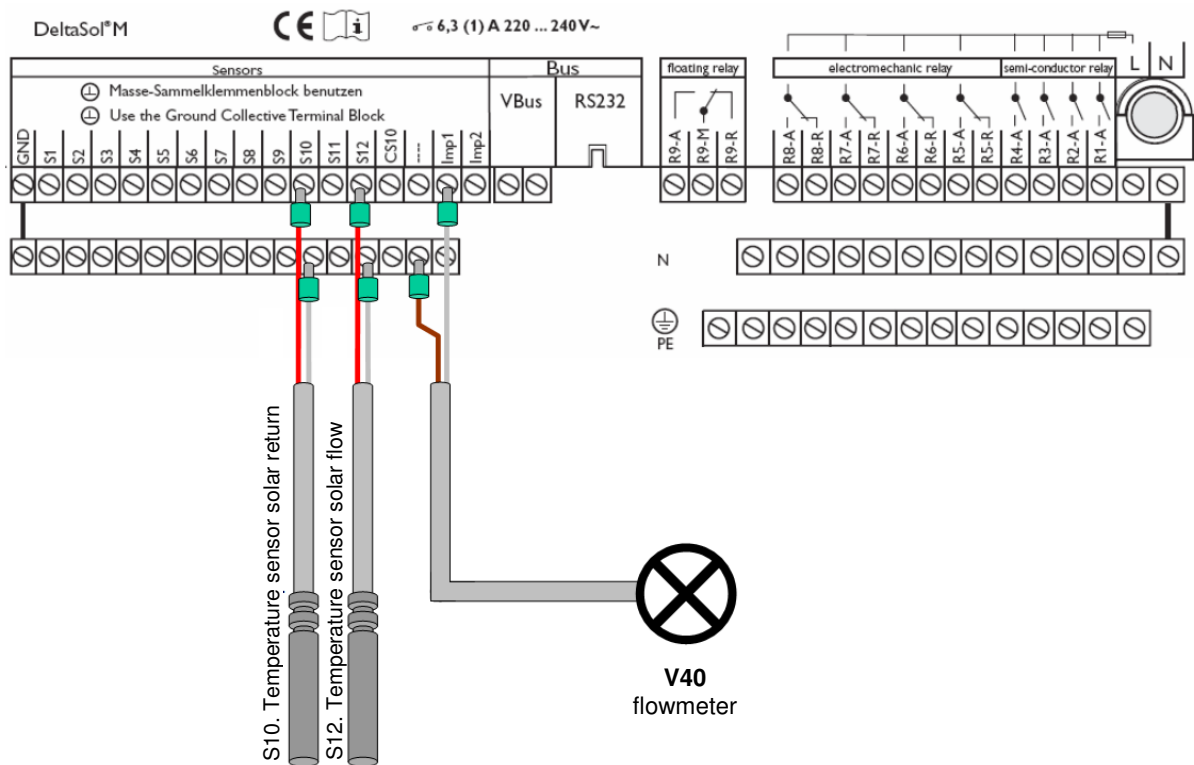 DeltaSol®M
CE
i
6,3 (1) A 220 ... 240 V~
Sensors
Bus
floating relay
electromechanic relay
semi-conductor relay
L
N
Masse-Sammelklemmenblock benutzen
Use the Ground Collective Terminal Block
VBus
RS232
GND
S1
S2
S3
S4
S5
S6
S7
S8
S9
S10
S11
S12
CS10
----
Imp1
Imp2
R9-A
R9-M
R9-R
R8-A
R8-R
R7-A
R7-R
R6-A
R6-R
R5-A
R5-R
R4-A
R3-A
R2-A
R1-A
N
PE
S10. Temperature sensor solar return
S12. Temperature sensor solar flow
V40
flowmeter